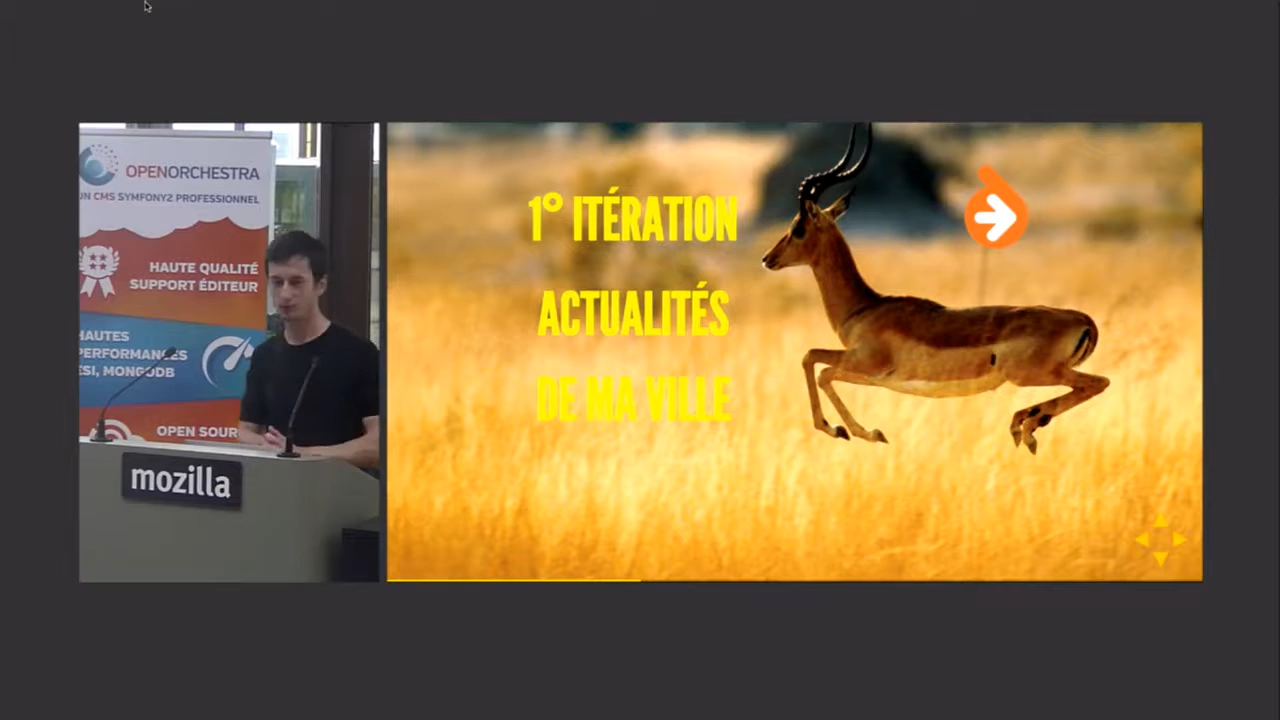 OPENORCHESTRA
ON CMS SYMFONY2 PROFESSIONNEL
HAUTE QUALITÉ
SUPPORT ÉDITEUR
HAUTES
PERFORMANCES
ESI, MONGODB
OPEN SOUR
mozilla
1° ITÉRATION
ACTUALITÉS
DE MA VILLE